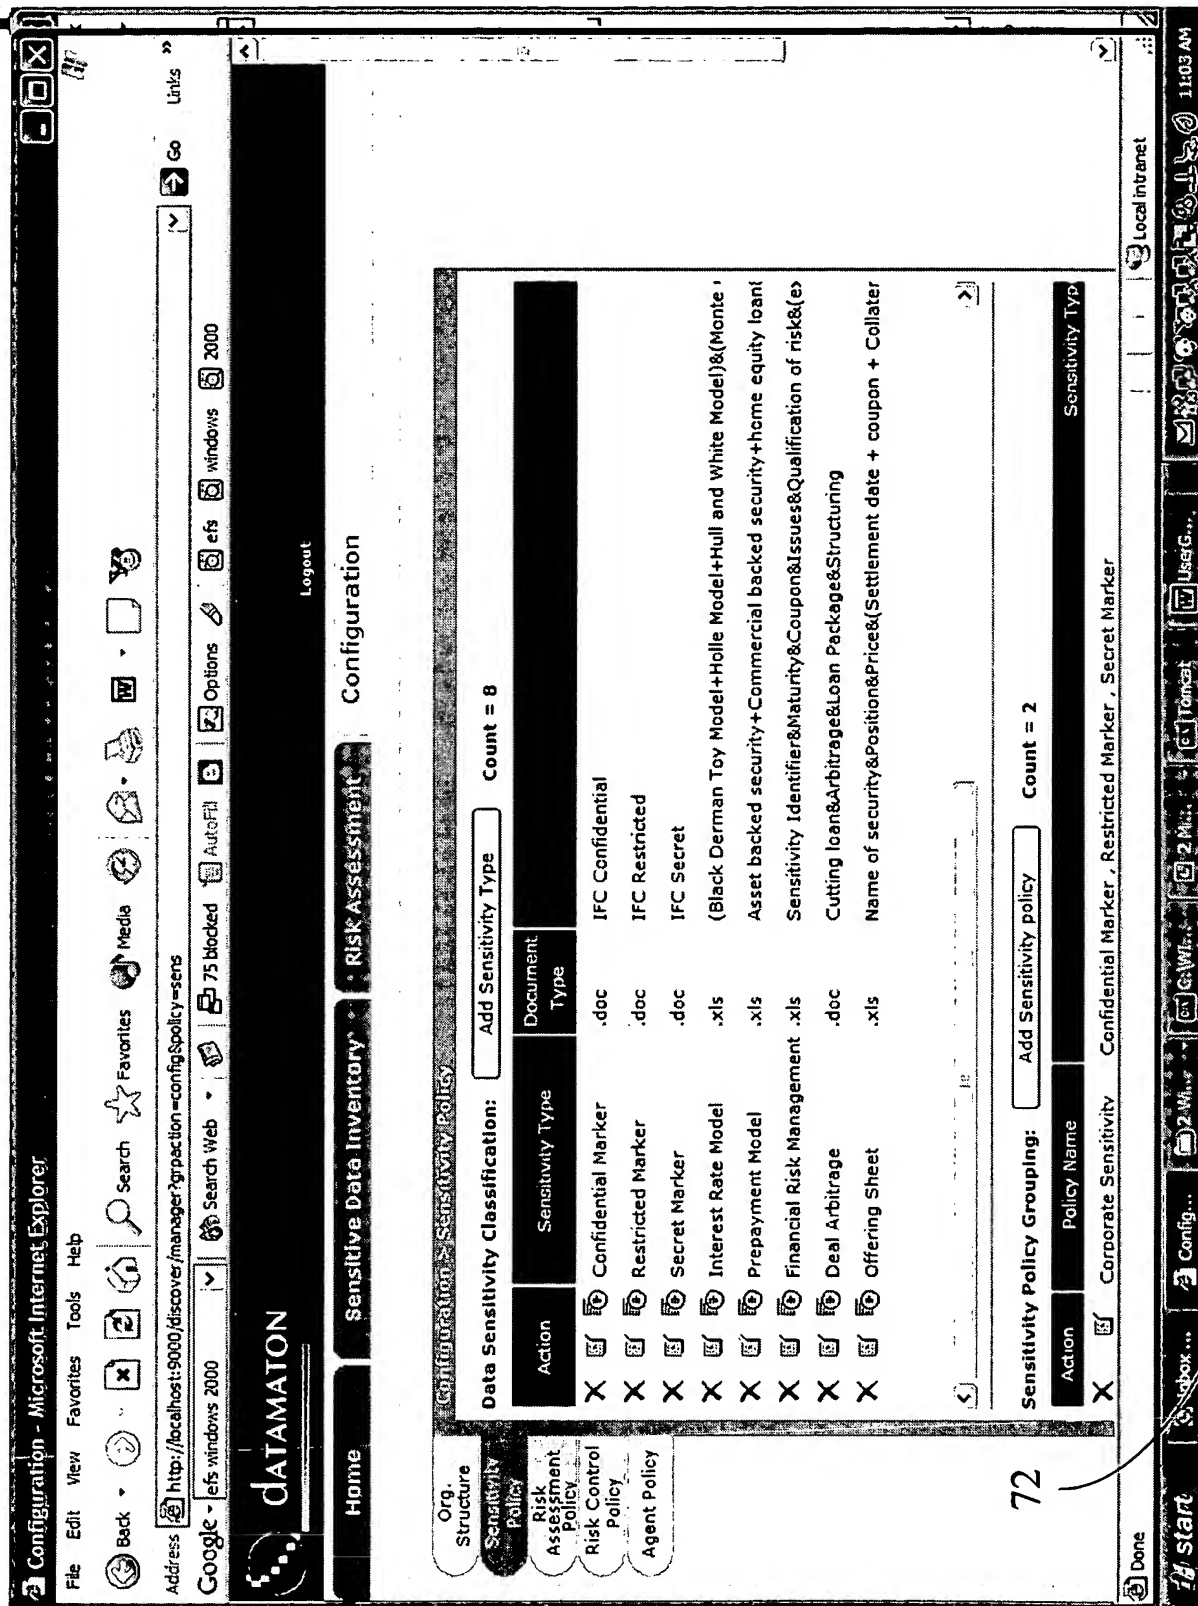 Configuration - Microsoft Internet Explorer
File Edit View Favorites Tools Help
Back Search Favorites Media
Address http://localhost:9000/discover/manager?grpaction=config&policy=sens Go Links »
Google efs windows 2000 Search Web 75 blocked AutoFill Options efs windows 2000
dATAMATON
Logout
Home Sensitive Data Inventory Risk Assessment Configuration
Org. Structure
Sensitivity Policy
Risk Assessment Policy
Risk Control Policy
Agent Policy
Configuration > Sensitivity Policy
Data Sensitivity Classification: Add Sensitivity Type Count = 8
Action Sensitivity Type Document Type
Confidential Marker .doc IFC Confidential
Restricted Marker .doc IFC Restricted
Secret Marker .doc IFC Secret
Interest Rate Model .xls (Black Derman Toy Model+Holle Model+Hull and White Model)&(Monte
Prepayment Model .xls Asset backed security+Commercial backed security+home equity loan
Financial Risk Management .xls Sensitivity Identifier&Maturity&Coupon&Issues&Qualification of risk&(ex
Deal Arbitrage .doc Cutting loan&Arbitrage&Loan Package&Structuring
Offering Sheet .xls Name of security&Position&Price&(Settlement date + coupon + Collater
Sensitivity Policy Grouping: Add Sensitivity policy Count = 2
Action Policy Name Sensitivity Typ
Corporate Sensitivity Confidential Marker , Restricted Marker , Secret Marker
72
Done Local intranet
start Config... Tomcat UserG... 11:03 AM